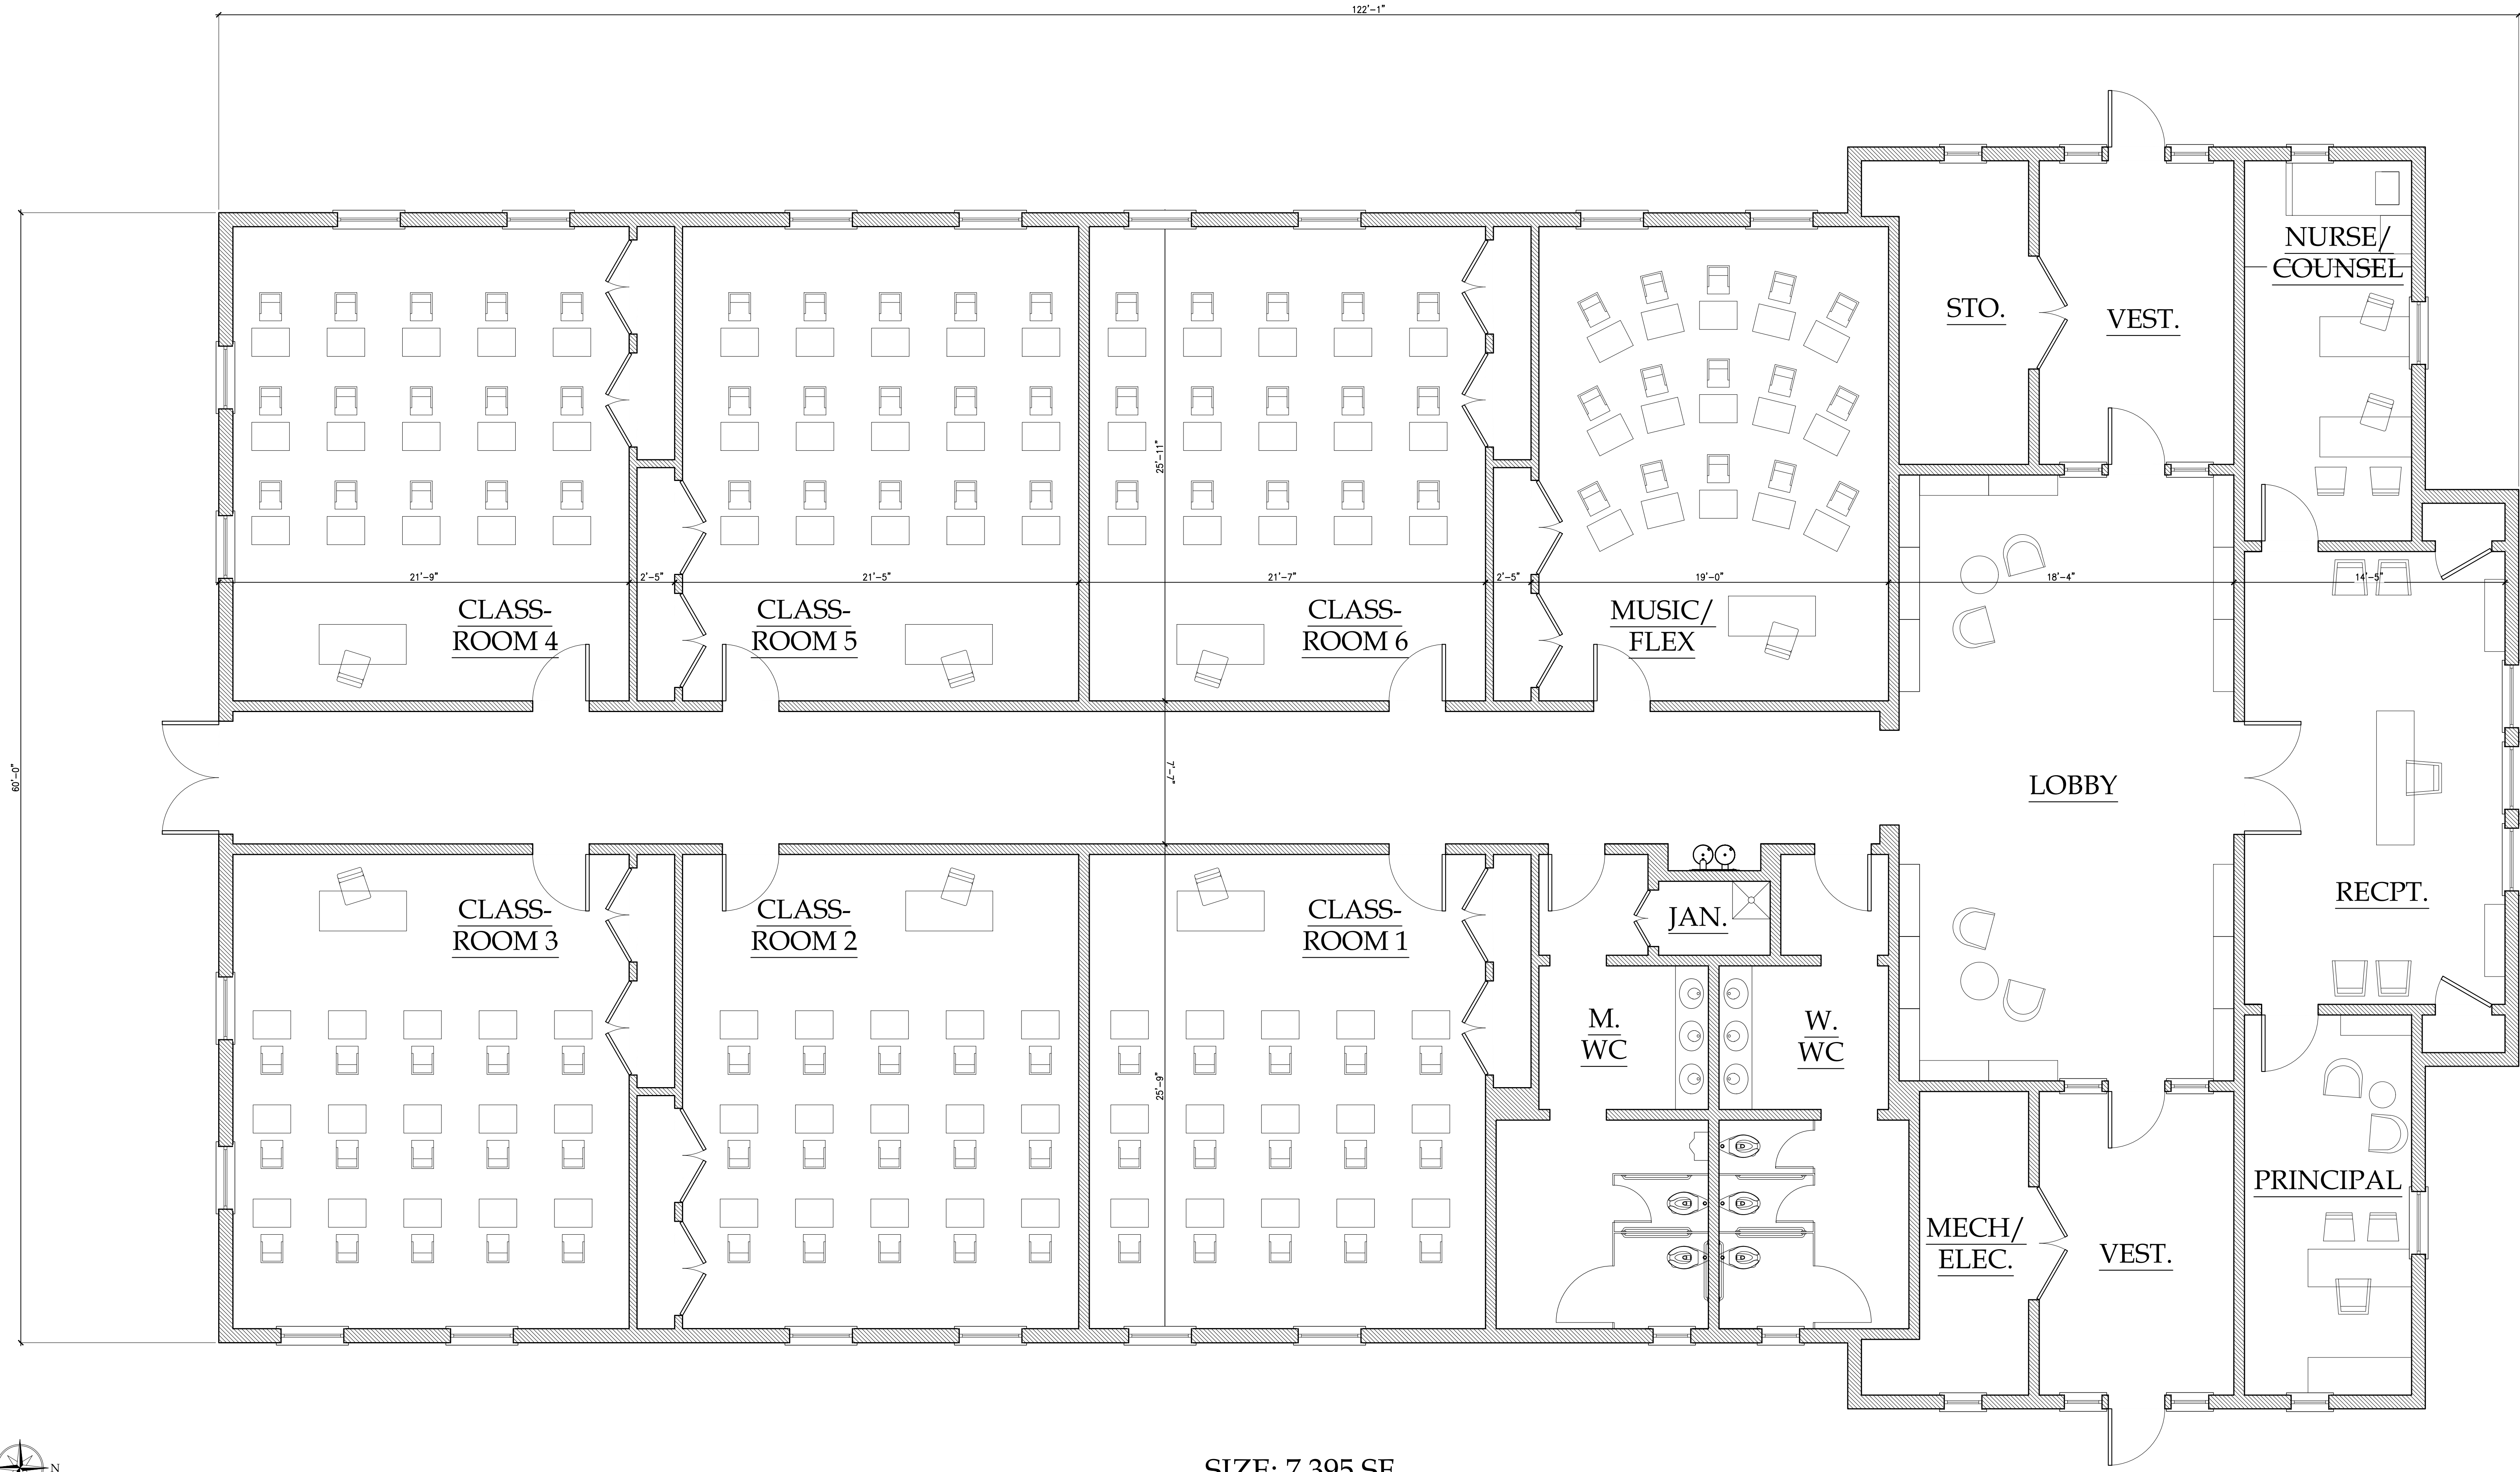 122'-1"
NURSE/
COUNSEL
STO.
VEST.
25'-11"
21'-9"
2'-5"
21'-5"
21'-7"
2'-5"
19'-0"
18'-4"
14'-5"
CLASS-
ROOM 4
CLASS-
ROOM 5
CLASS-
ROOM 6
MUSIC/
FLEX
60'-0"
7'-7"
LOBBY
RECPT.
CLASS-
ROOM 3
CLASS-
ROOM 2
CLASS-
ROOM 1
JAN.
M.
WC
W.
WC
25'-9"
PRINCIPAL
MECH/
ELEC.
VEST.
N
SIZE: 7,395 SF